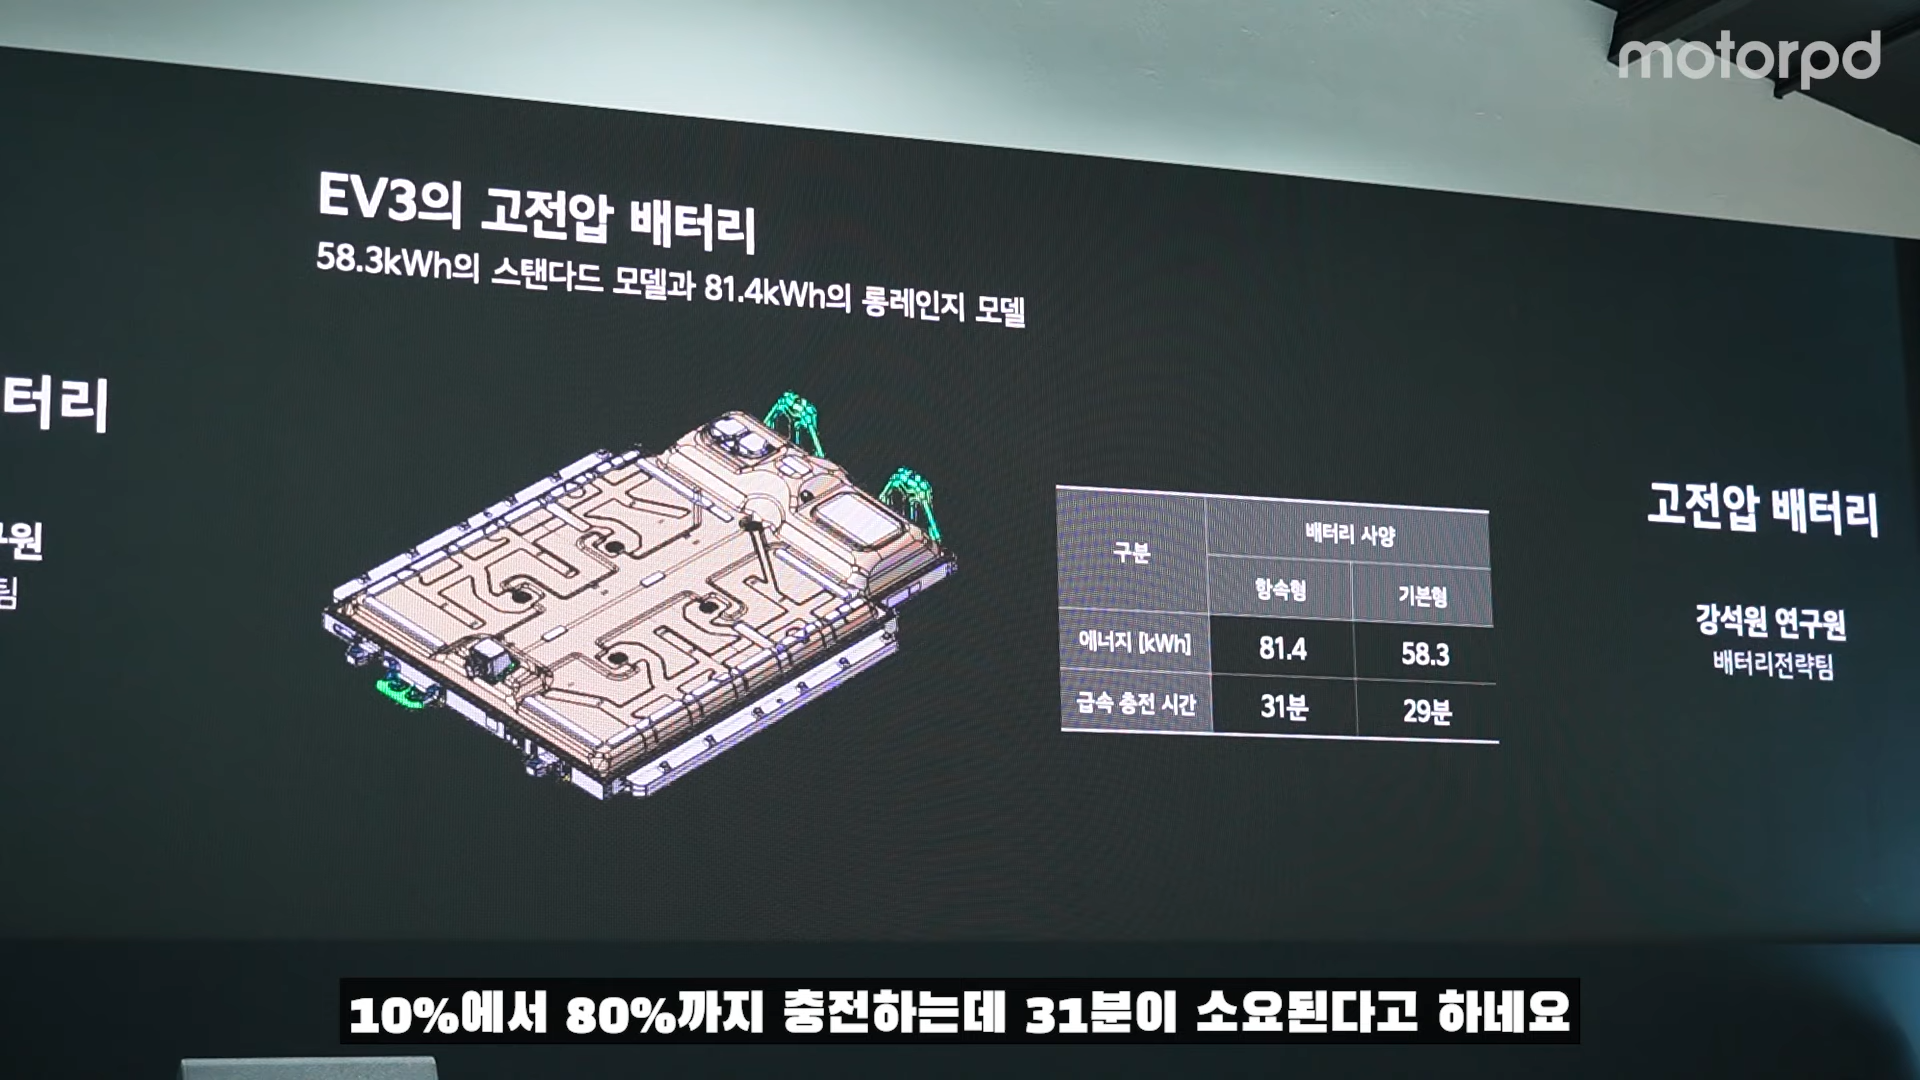 motorpd
EV3의 고전압 배터리
58.3kWh의 스탠다드 모델과 81.4kWh의 롱레인지 모델
터리
구원
팀
구분
배터리 사양
항속형
기본형
에너지 [kWh]
81.4
58.3
급속 충전 시간
31분
29분
고전압 배터리
강석원 연구원
배터리전략팀
10%에서 80%까지 충전하는데 31분이 소요된다고 하네요